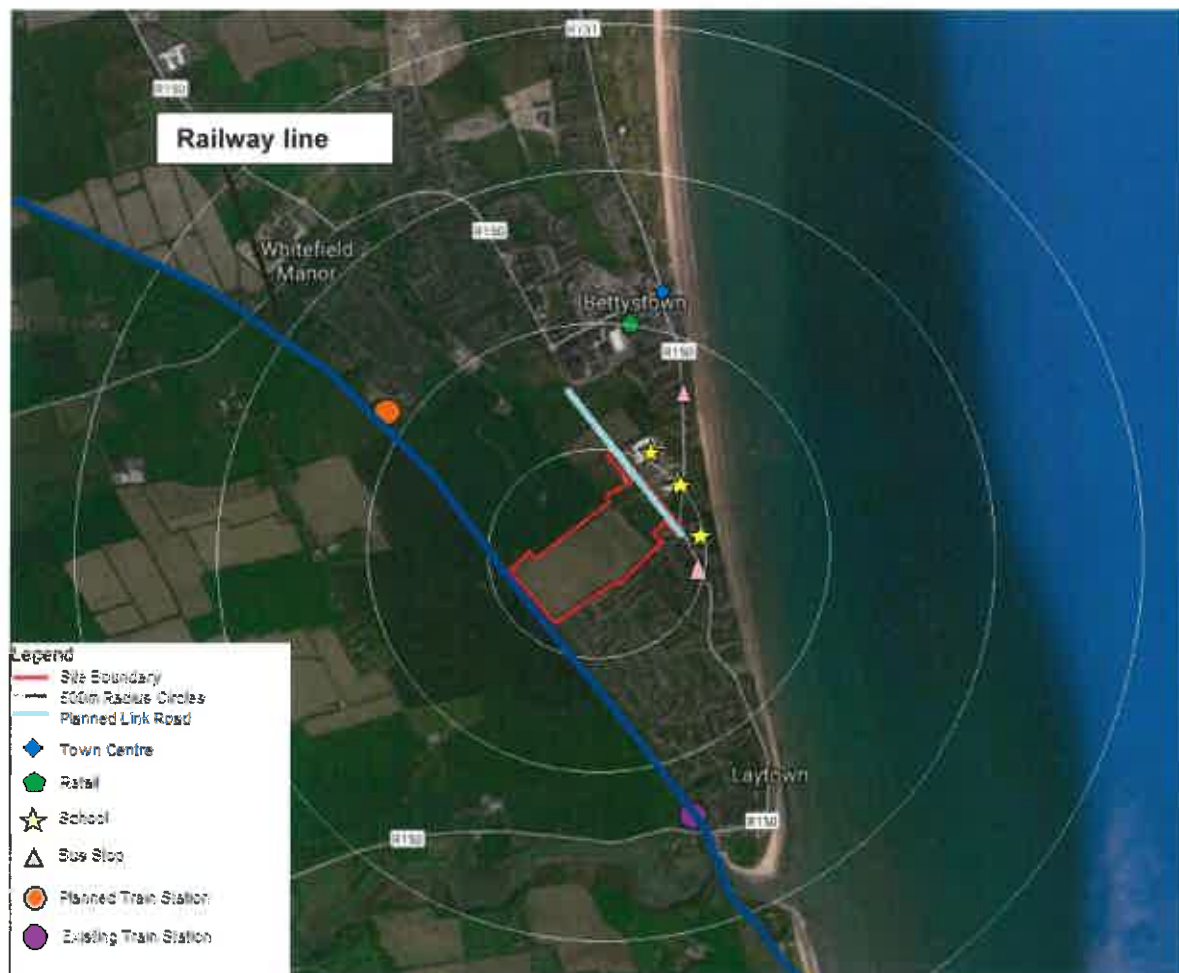 R151
R150
Railway line
Whitefield
Manor
R150
Bettystown
R150
Laytown
R150
R150
Legend
Site Boundary
500m Radius Circles
Planned Link Road
Town Centre
Retail
School
Bus Stop
Planned Train Station
Existing Train Station